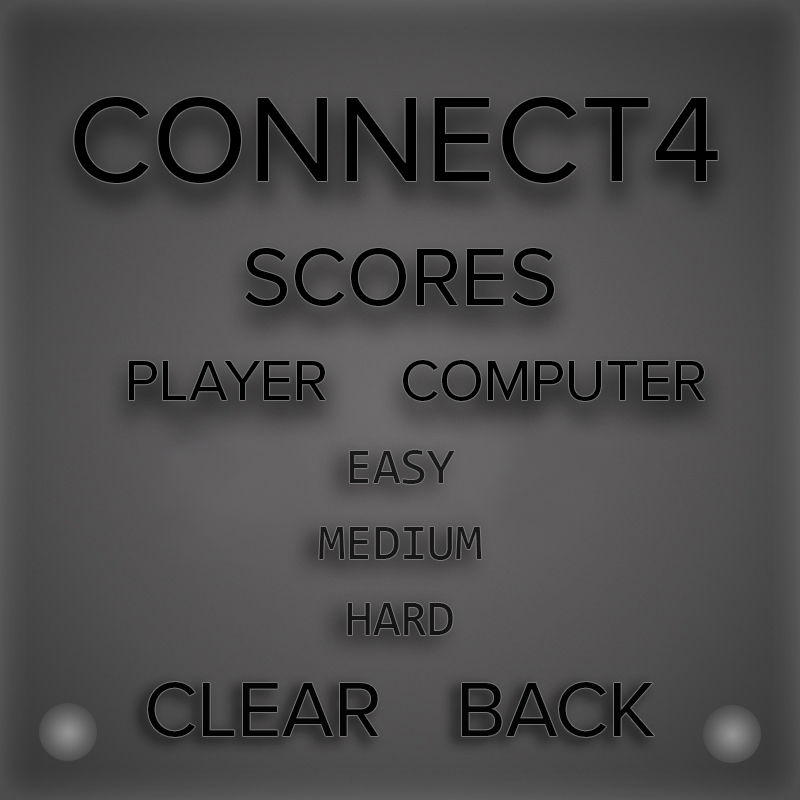 CONNECT4
SCORES
PLAYER COMPUTER
EASY
MEDIUM
HARD
CLEAR BACK